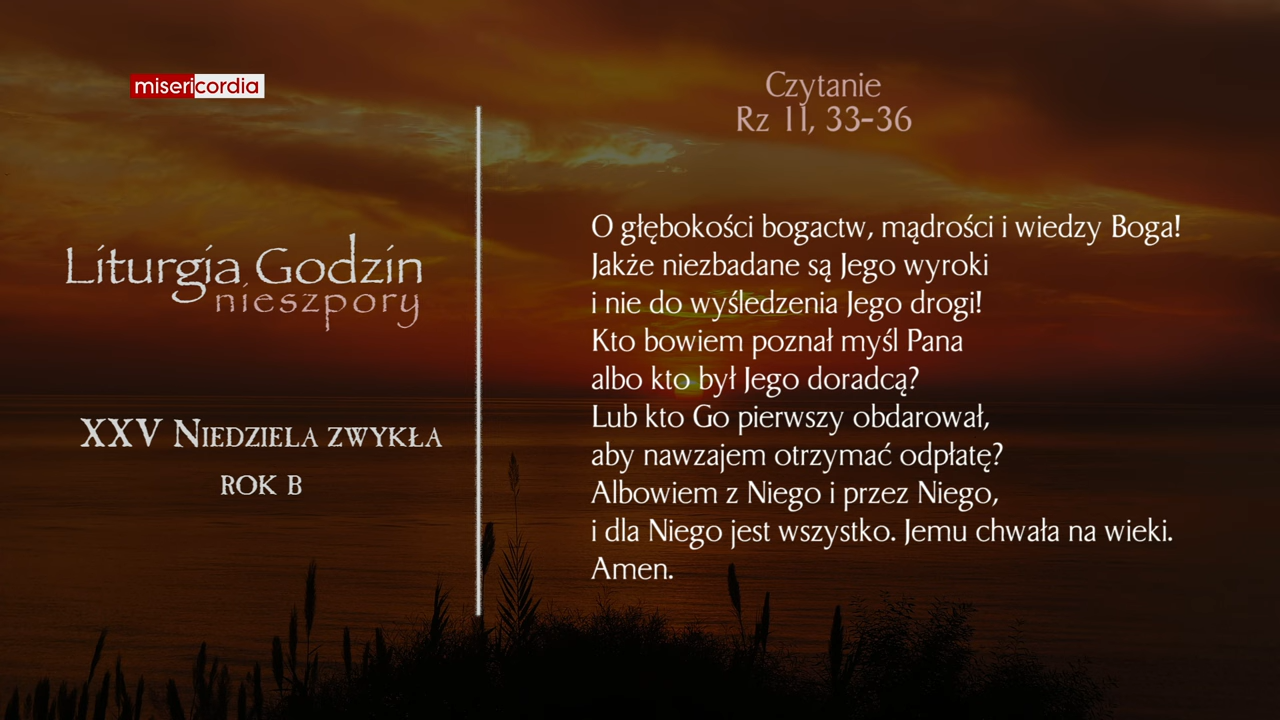 misericordia
Liturgia Godzin
nieszpory
XXV Niedziela zwykła
rok B
Czytanie
Rz 11, 33-36
O głębokości bogactw, mądrości i wiedzy Boga!
Jakże niezbadane są Jego wyroki
i nie do wyśledzenia Jego drogi!
Kto bowiem poznał myśl Pana
albo kto był Jego doradcą?
Lub kto Go pierwszy obdarował,
aby nawzajem otrzymać odpłatę?
Albowiem z Niego i przez Niego,
i dla Niego jest wszystko. Jemu chwała na wieki.
Amen.